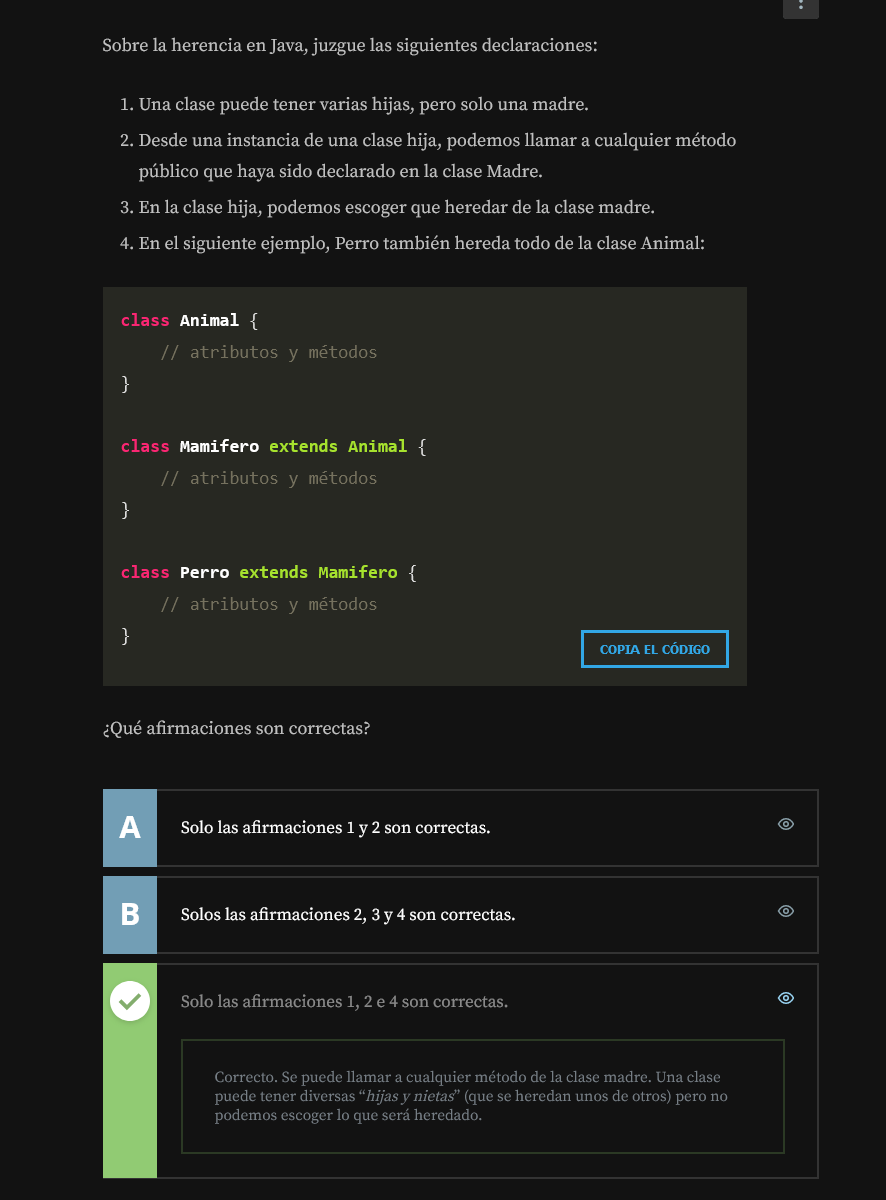 Sobre la herencia en Java, juzgue las siguientes declaraciones:
1. Una clase puede tener varias hijas, pero solo una madre.
2. Desde una instancia de una clase hija, podemos llamar a cualquier método
público que haya sido declarado en la clase Madre.
3. En la clase hija, podemos escoger que heredar de la clase madre.
4. En el siguiente ejemplo, Perro también hereda todo de la clase Animal:
class Animal {
    // atributos y métodos
}
class Mamifero extends Animal {
    // atributos y métodos
}
class Perro extends Mamifero {
    // atributos y métodos
}
COPIA EL CÓDIGO
¿Qué afirmaciones son correctas?
A Solo las afirmaciones 1 y 2 son correctas.
B Solos las afirmaciones 2, 3 y 4 son correctas.
Solo las afirmaciones 1, 2 e 4 son correctas.
Correcto. Se puede llamar a cualquier método de la clase madre. Una clase
puede tener diversas “hijas y nietas” (que se heredan unos de otros) pero no
podemos escoger lo que será heredado.